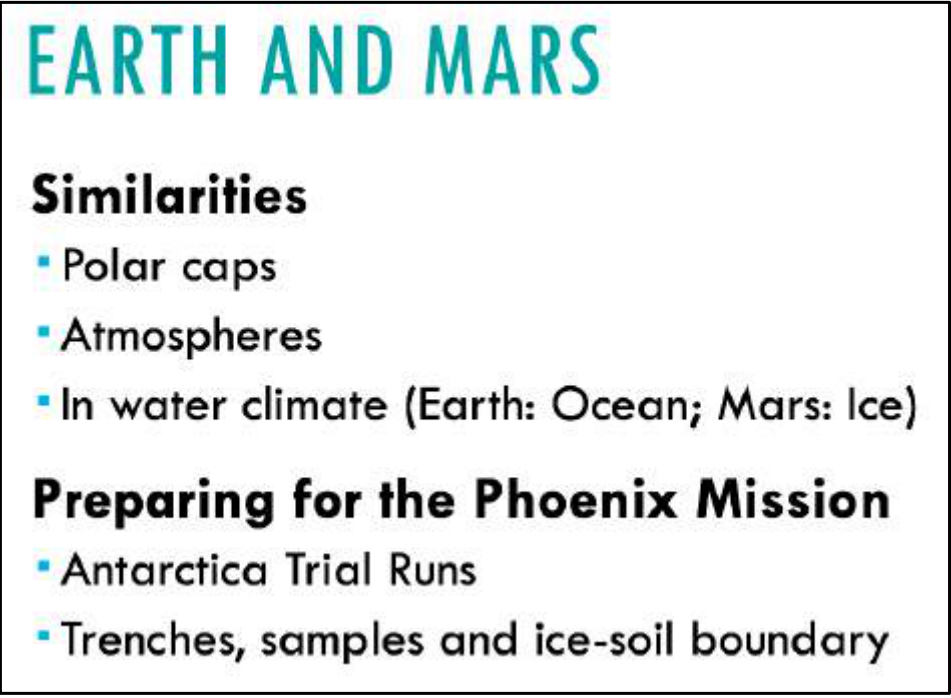 EARTH AND MARS
Similarities
▪ Polar caps
▪ Atmospheres
▪ In water climate (Earth: Ocean; Mars: Ice)
Preparing for the Phoenix Mission
▪ Antarctica Trial Runs
▪ Trenches, samples and ice-soil boundary